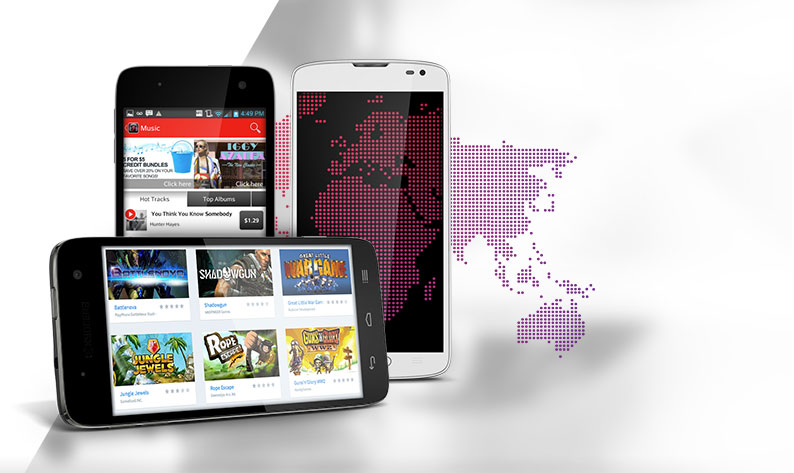 4:49 PM
Music
5 FOR $5
CREDIT BUNDLES
SAVE OVER 20% ON YOUR
FAVORITE SONGS!
Click here
IGGY
Click here
Hot Tracks
Top Albums
You Think You Know Somebody
Hunter Hayes
$1.29
BATTLENOVA
SHADOWGUN
GREAT LITTLE
WAR GAME
Battlenova
Shadowgun
Great Little War Gam
JUNGLE
JEWELS
ROPE
ESCAPE
GUNS'N'GLORY
Jungle Jewels
Rope Escape
Guns'n'Glory WW2